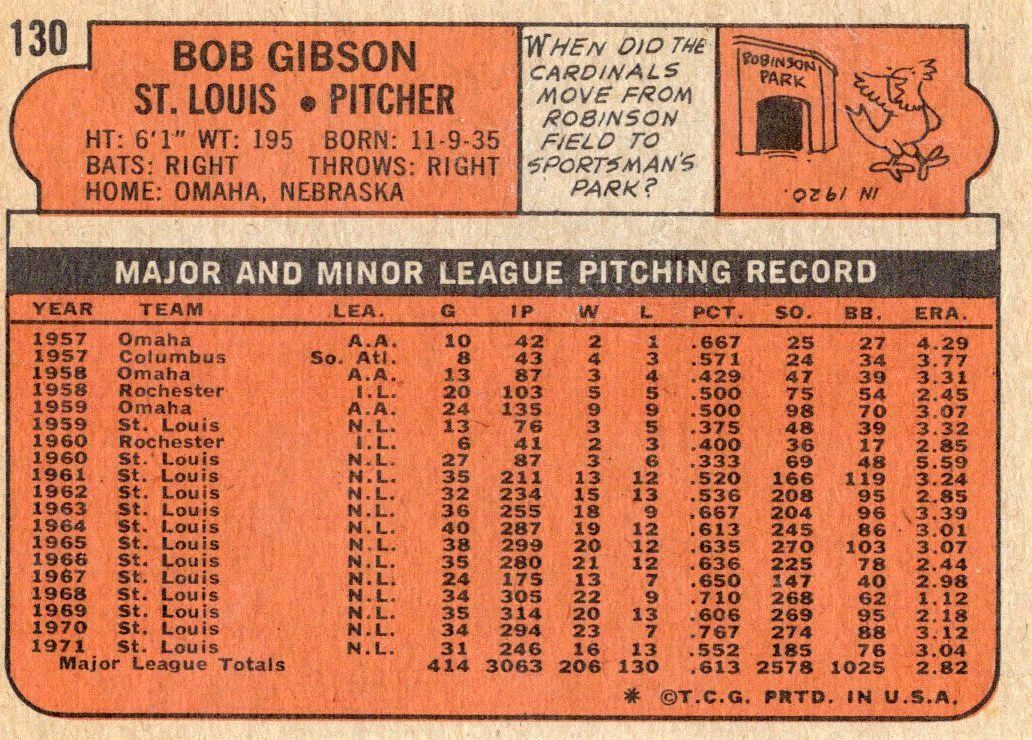 130
BOB GIBSON
ST. LOUIS • PITCHER
HT: 6'1" WT: 195 BORN: 11-9-35
BATS: RIGHT THROWS: RIGHT
HOME: OMAHA, NEBRASKA
WHEN DID THE
CARDINALS
MOVE FROM
ROBINSON
FIELD TO
SPORTSMAN'S
PARK?
ROBINSON
PARK
IN 1920.
MAJOR AND MINOR LEAGUE PITCHING RECORD
YEAR TEAM LEA. G IP W L PCT. SO. BB. ERA.
1957 Omaha A.A. 10 42 2 1 .667 25 27 4.29
1957 Columbus So. Atl. 8 43 4 3 .571 24 34 3.77
1958 Omaha A.A. 13 87 3 4 .429 47 39 3.31
1958 Rochester I.L. 20 103 5 5 .500 75 54 2.45
1959 Omaha A.A. 24 135 9 9 .500 98 70 3.07
1959 St. Louis N.L. 13 76 3 5 .375 48 39 3.32
1960 Rochester I.L. 6 41 2 3 .400 36 17 2.85
1960 St. Louis N.L. 27 87 3 6 .333 69 48 5.59
1961 St. Louis N.L. 35 211 13 12 .520 166 119 3.24
1962 St. Louis N.L. 32 234 15 13 .536 208 95 2.85
1963 St. Louis N.L. 36 255 18 9 .667 204 96 3.39
1964 St. Louis N.L. 40 287 19 12 .613 245 86 3.01
1965 St. Louis N.L. 38 299 20 12 .635 270 103 3.07
1966 St. Louis N.L. 35 280 21 12 .636 225 78 2.44
1967 St. Louis N.L. 24 175 13 7 .650 147 40 2.98
1968 St. Louis N.L. 34 305 22 9 .710 268 62 1.12
1969 St. Louis N.L. 35 314 20 13 .606 269 95 2.18
1970 St. Louis N.L. 34 294 23 7 .767 274 88 3.12
1971 St. Louis N.L. 31 246 16 13 .552 185 76 3.04
Major League Totals 414 3063 206 130 .613 2578 1025 2.82
* ©T.C.G. PRTD. IN U.S.A.